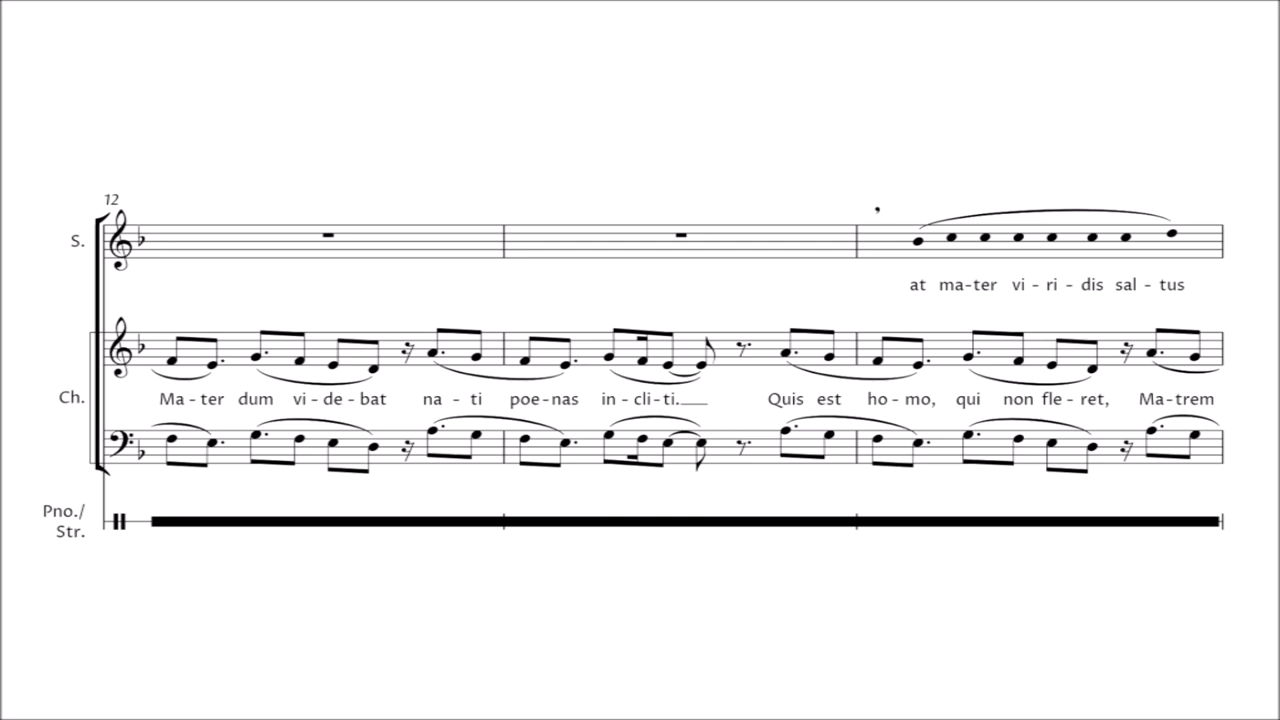 12
S.
at ma-ter vi - ri - dis sal - tus
Ch.
Ma - ter dum vi - de - bat na - ti poe-nas in - cli - ti. Quis est ho - mo, qui non fle - ret, Ma-trem
Pno./
Str.